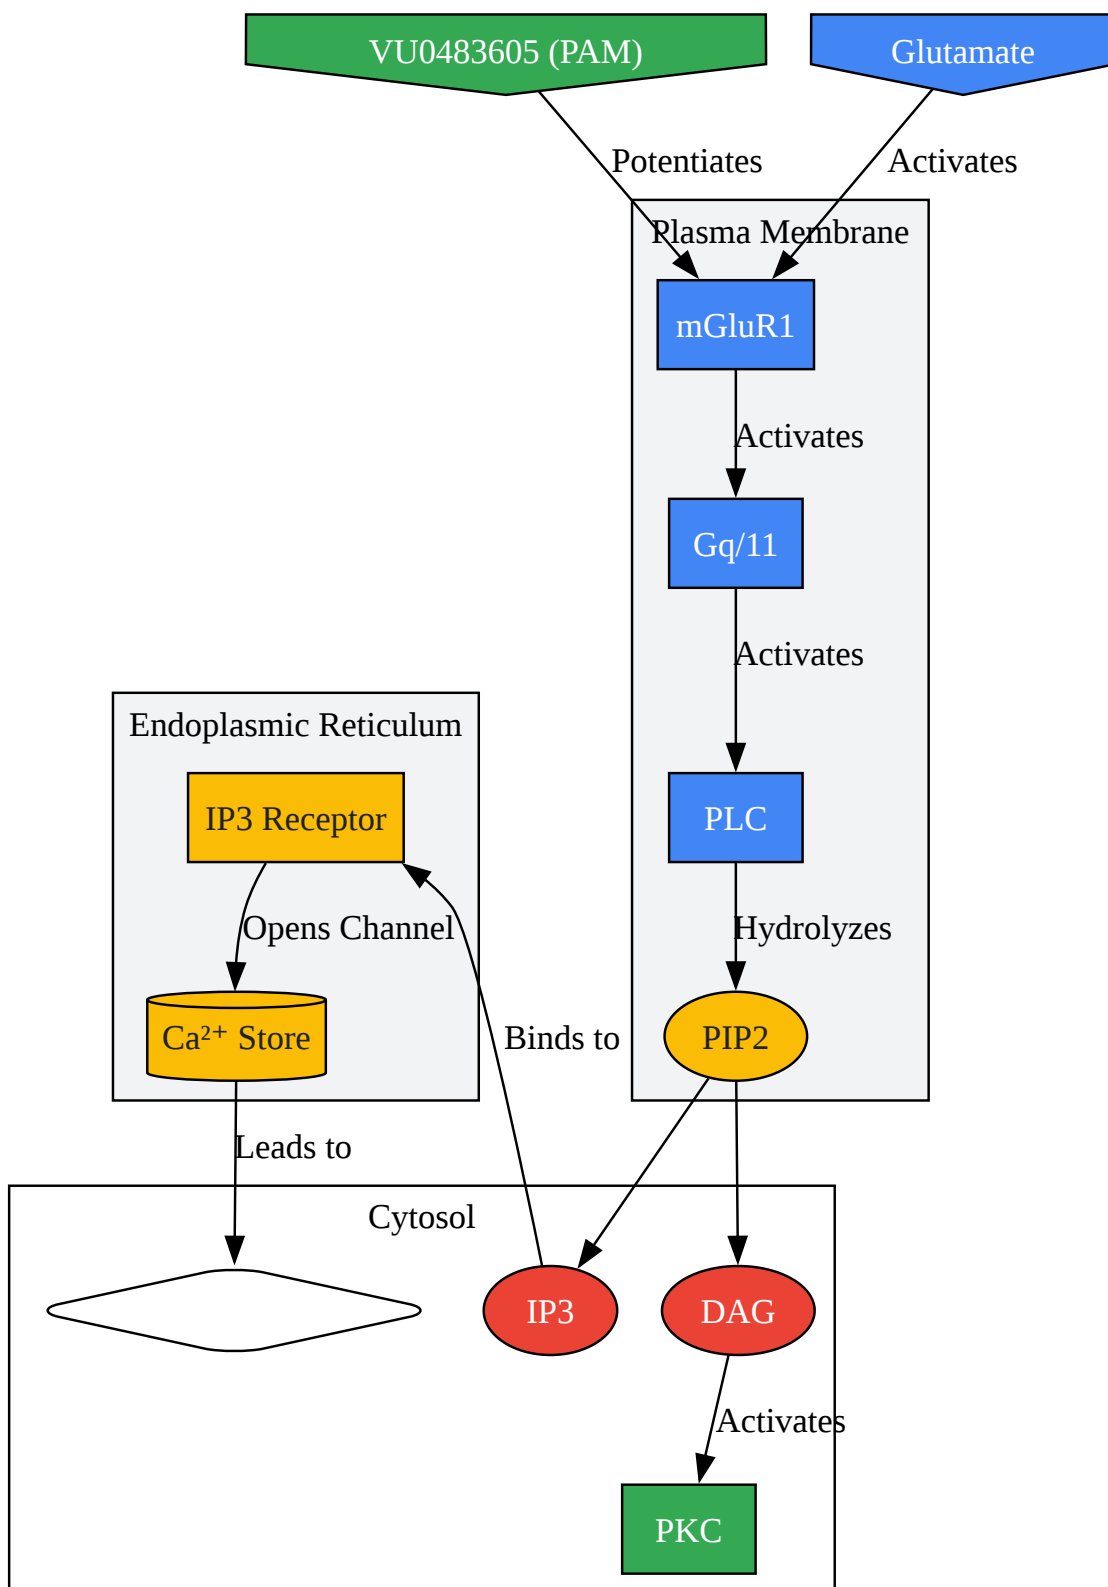 VU0483605 (PAM)
Glutamate
Potentiates
Activates
Plasma Membrane
mGluR1
Activates
Gq/11
Activates
Endoplasmic Reticulum
IP3 Receptor
PLC
Opens Channel
Hydrolyzes
Ca²⁺ Store
Binds to
PIP2
Leads to
Cytosol
IP3
DAG
Activates
PKC